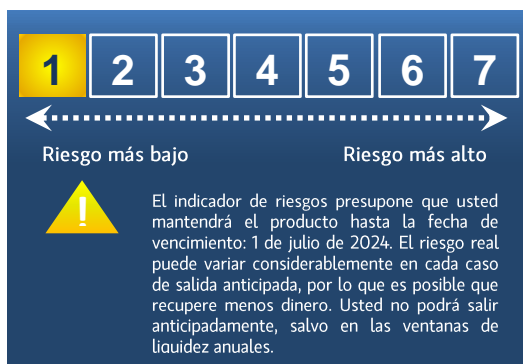 1 2 3 4 5 6 7
Riesgo más bajo Riesgo más alto
!
El indicador de riesgos presupone que usted
mantendrá el producto hasta la fecha de
vencimiento: 1 de julio de 2024. El riesgo real
puede variar considerablemente en cada caso
de salida anticipada, por lo que es posible que
recupere menos dinero. Usted no podrá salir
anticipadamente, salvo en las ventanas de
liquidez anuales.